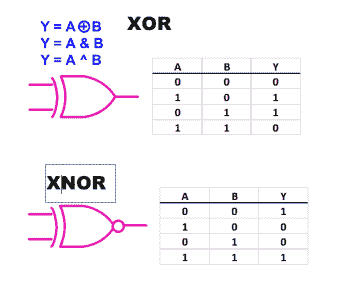 Y = A⊕B
Y = A & B
Y = A ^ B
XOR
A B Y
0 0 0
1 0 1
0 1 1
1 1 0
XNOR
A B Y
0 0 1
1 0 0
0 1 0
1 1 1